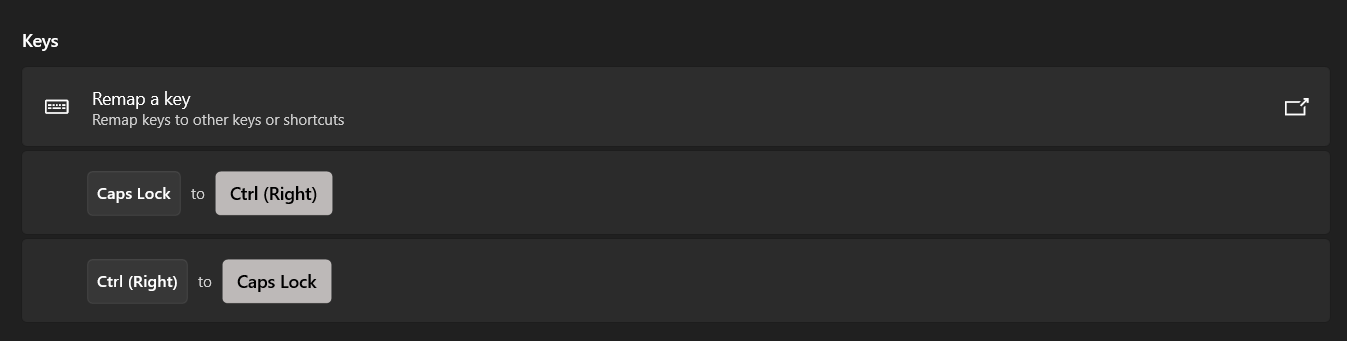 Keys
Remap a key
Remap keys to other keys or shortcuts
Caps Lock to Ctrl (Right)
Ctrl (Right) to Caps Lock